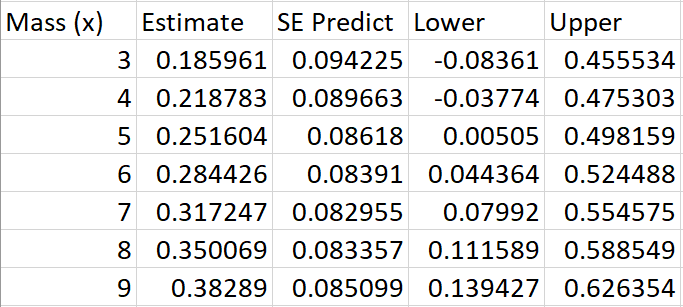 Mass (x) Estimate SE Predict Lower Upper
3 0.185961 0.094225 -0.08361 0.455534
4 0.218783 0.089663 -0.03774 0.475303
5 0.251604 0.08618 0.00505 0.498159
6 0.284426 0.08391 0.044364 0.524488
7 0.317247 0.082955 0.07992 0.554575
8 0.350069 0.083357 0.111589 0.588549
9 0.38289 0.085099 0.139427 0.626354